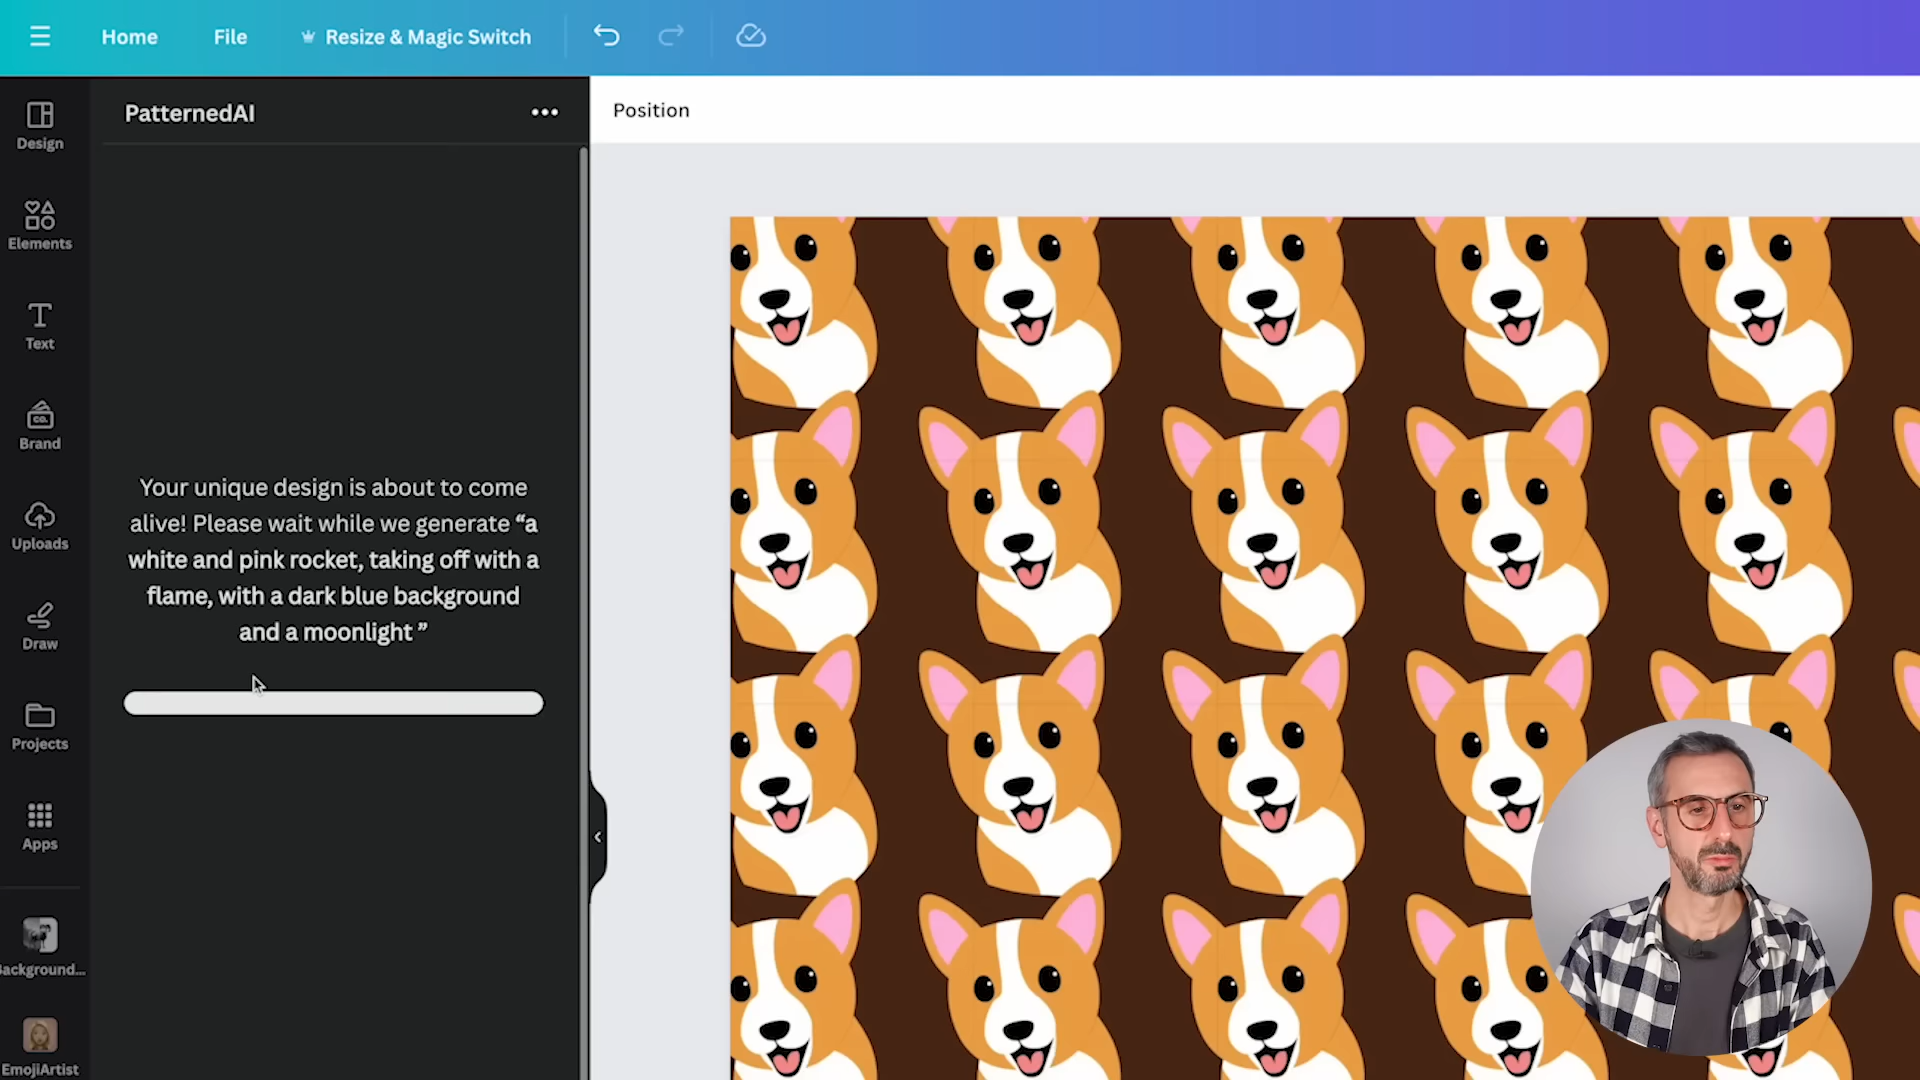 Home
File
Resize & Magic Switch
PatternedAI
Position
Design
Elements
Text
CO.
Brand
Uploads
Draw
Projects
Apps
ackground...
EmojiArtist
Your unique design is about to come
alive! Please wait while we generate “a
white and pink rocket, taking off with a
flame, with a dark blue background
and a moonlight ”